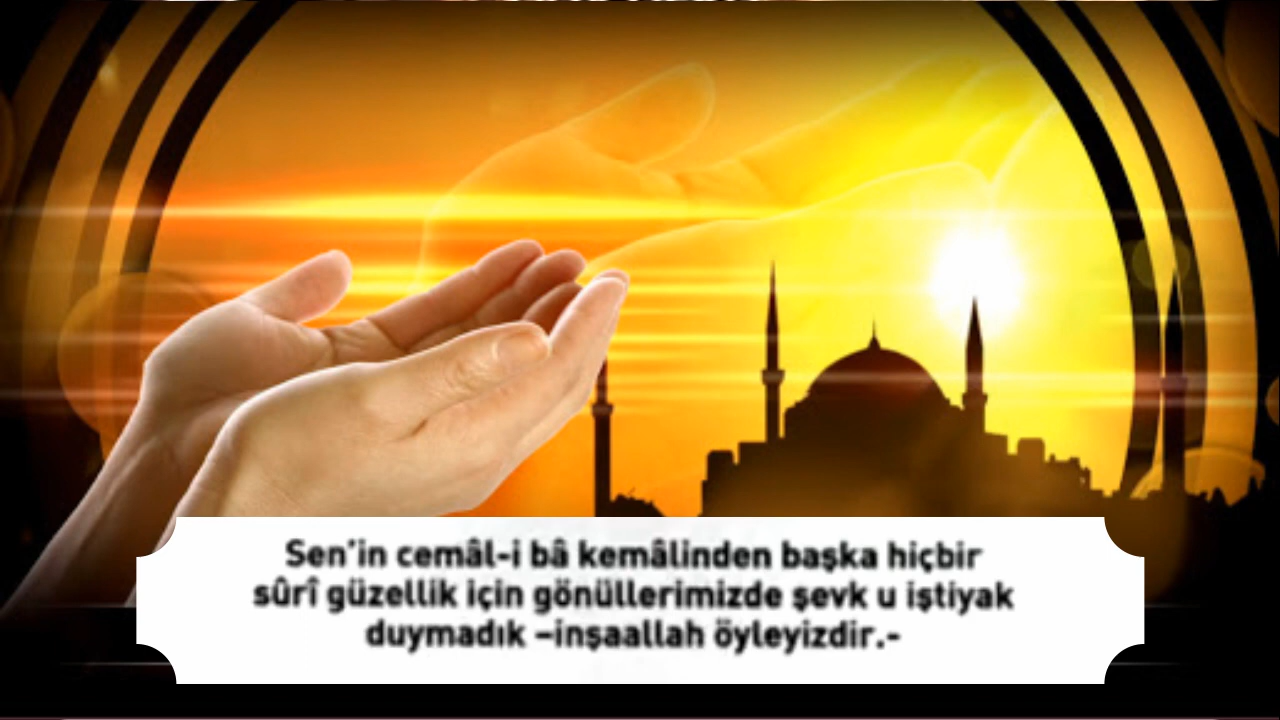 Sen'in cemâl-i bâ kemâlinden başka hiçbir
sûrî güzellik için gönüllerimizde şevk u iştiyak
duymadık –inşaallah öyleyizdir.-